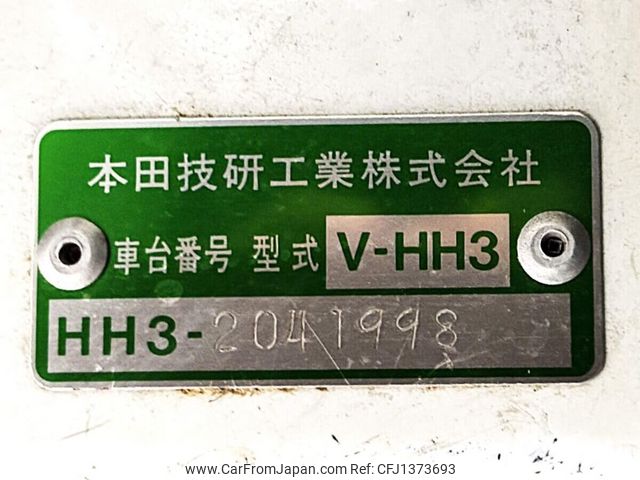 本田技研工業株式会社
車台番号 型式 V-HH3
HH3-2041998
www.CarFromJapan.com CFJ1373693